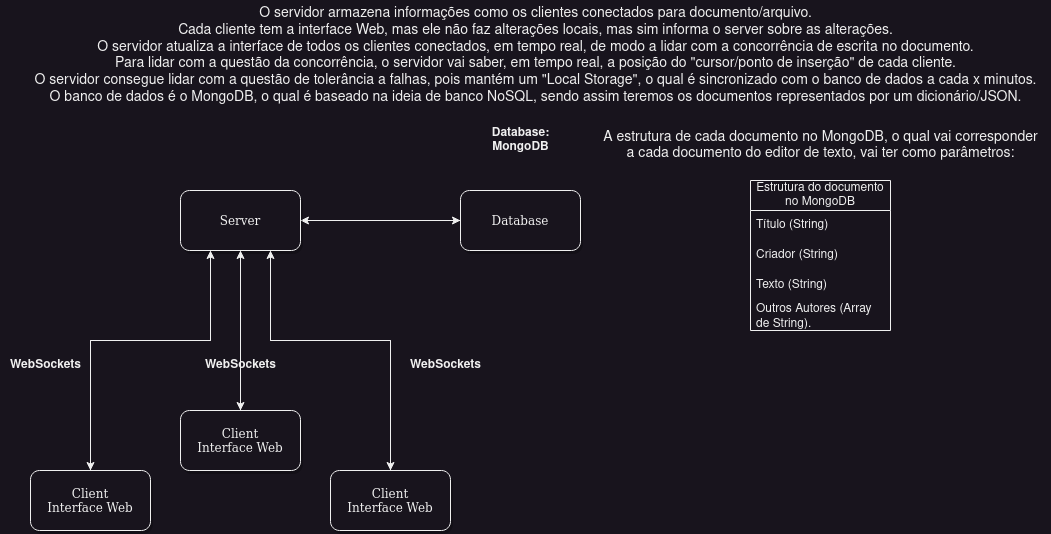 O servidor armazena informações como os clientes conectados para documento/arquivo.
Cada cliente tem a interface Web, mas ele não faz alterações locais, mas sim informa o server sobre as alterações.
O servidor atualiza a interface de todos os clientes conectados, em tempo real, de modo a lidar com a concorrência de escrita no documento.
Para lidar com a questão da concorrência, o servidor vai saber, em tempo real, a posição do "cursor/ponto de inserção" de cada cliente.
O servidor consegue lidar com a questão de tolerância a falhas, pois mantém um "Local Storage", o qual é sincronizado com o banco de dados a cada x minutos.
O banco de dados é o MongoDB, o qual é baseado na ideia de banco NoSQL, sendo assim teremos os documentos representados por um dicionário/JSON.
Database:
MongoDB
A estrutura de cada documento no MongoDB, o qual vai corresponder
a cada documento do editor de texto, vai ter como parâmetros:
Server
Database
Estrutura do documento
no MongoDB
Título (String)
Criador (String)
Texto (String)
Outros Autores (Array
de String).
WebSockets
WebSockets
WebSockets
Client
Interface Web
Client
Interface Web
Client
Interface Web